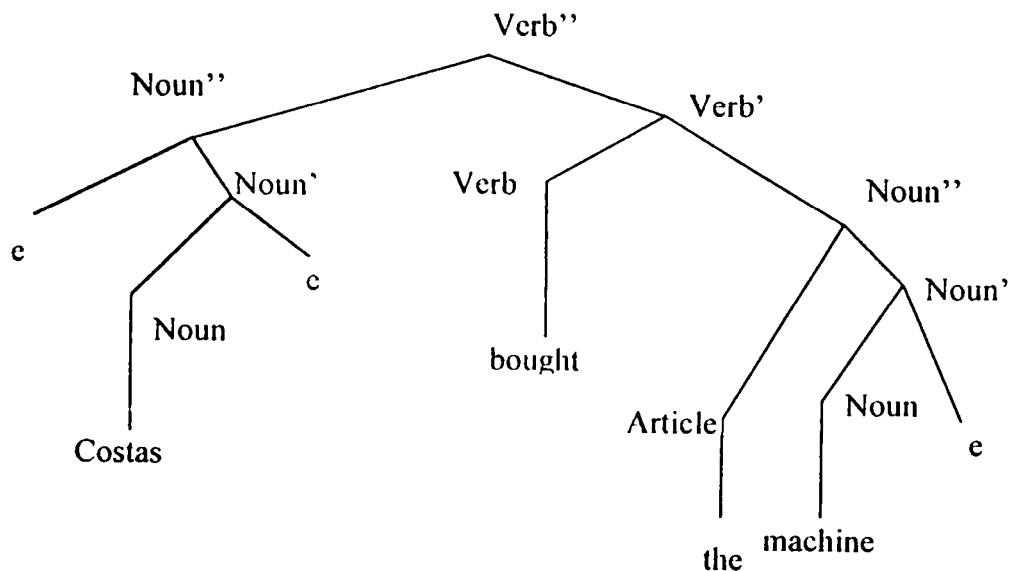 Verb’’
Noun’’
Verb’
Noun’
Verb
Noun’’
e
e
Noun’
Noun
bought
Noun
Article
e
Costas
the
machine